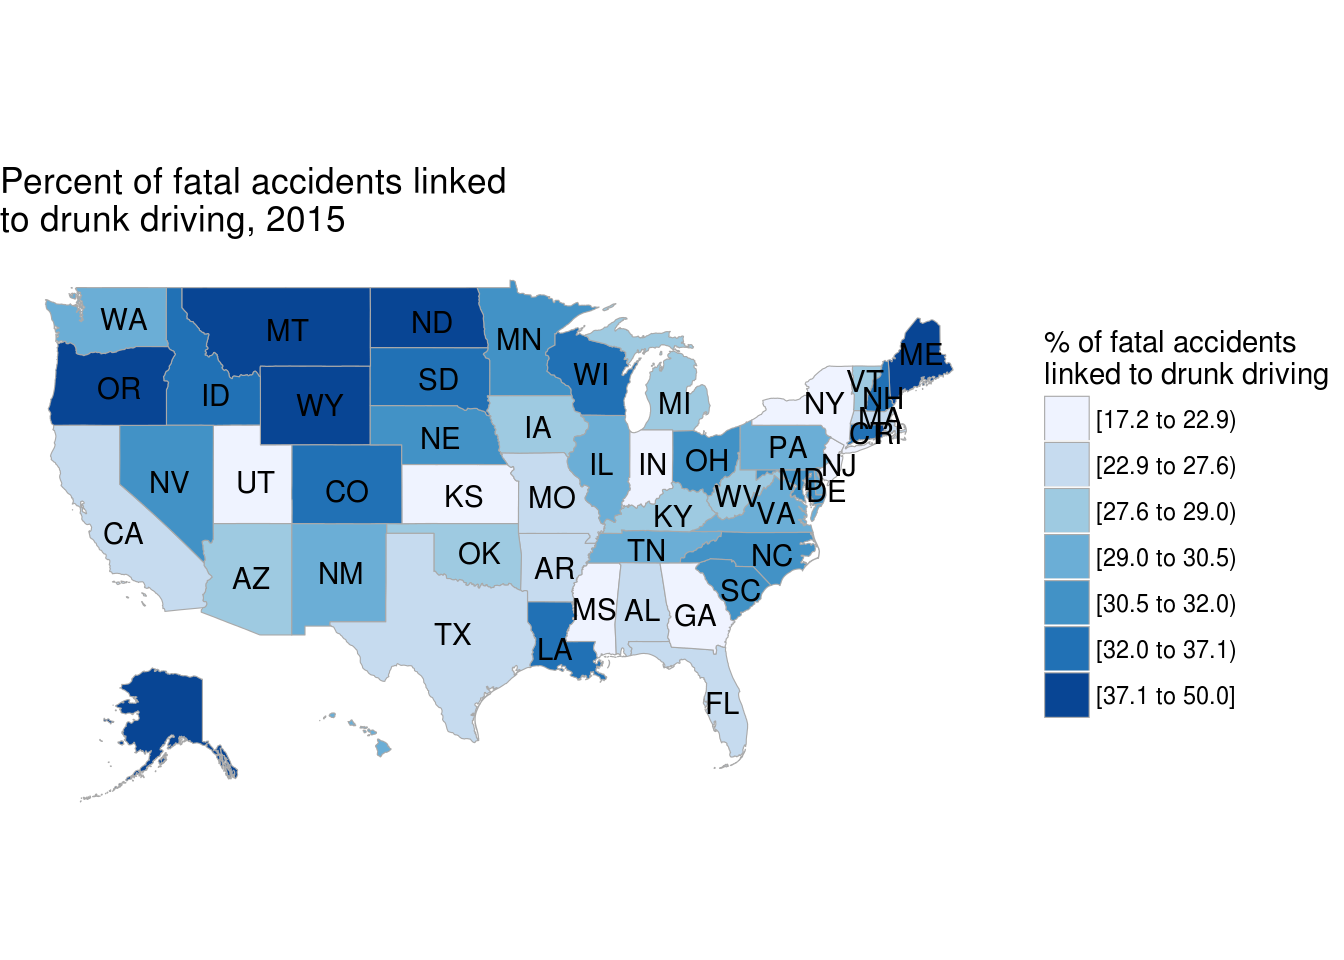 Percent of fatal accidents linked
to drunk driving, 2015
WA
MT
ND
MN
ME
OR
ID
WY
SD
WI
MI
VT
NH
NY
MA
CT
RI
NE
IA
PA
NV
UT
CO
KS
MO
IL
IN
OH
NJ
MD
DE
WV
VA
KY
CA
AZ
NM
OK
AR
TN
NC
SC
TX
LA
MS
AL
GA
FL
% of fatal accidents
linked to drunk driving
[17.2 to 22.9)
[22.9 to 27.6)
[27.6 to 29.0)
[29.0 to 30.5)
[30.5 to 32.0)
[32.0 to 37.1)
[37.1 to 50.0]